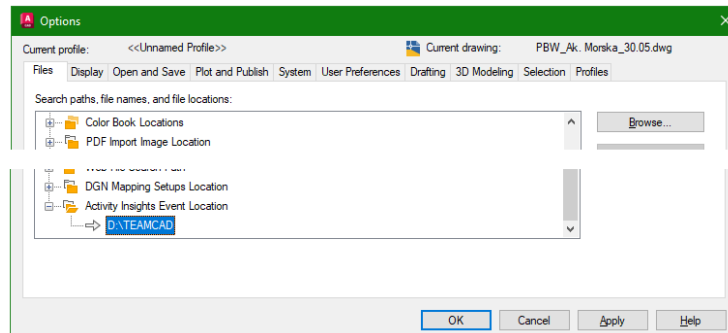 A CAD Options
Current profile: <<Unnamed Profile>> Current drawing: PBW_Ak. Morska_30.05.dwg
Files Display Open and Save Plot and Publish System User Preferences Drafting 3D Modeling Selection Profiles
Search paths, file names, and file locations:
Color Book Locations Browse...
PDF Import Image Location
DGN Mapping Setups Location
Activity Insights Event Location
D:\TEAMCAD
OK Cancel Apply Help